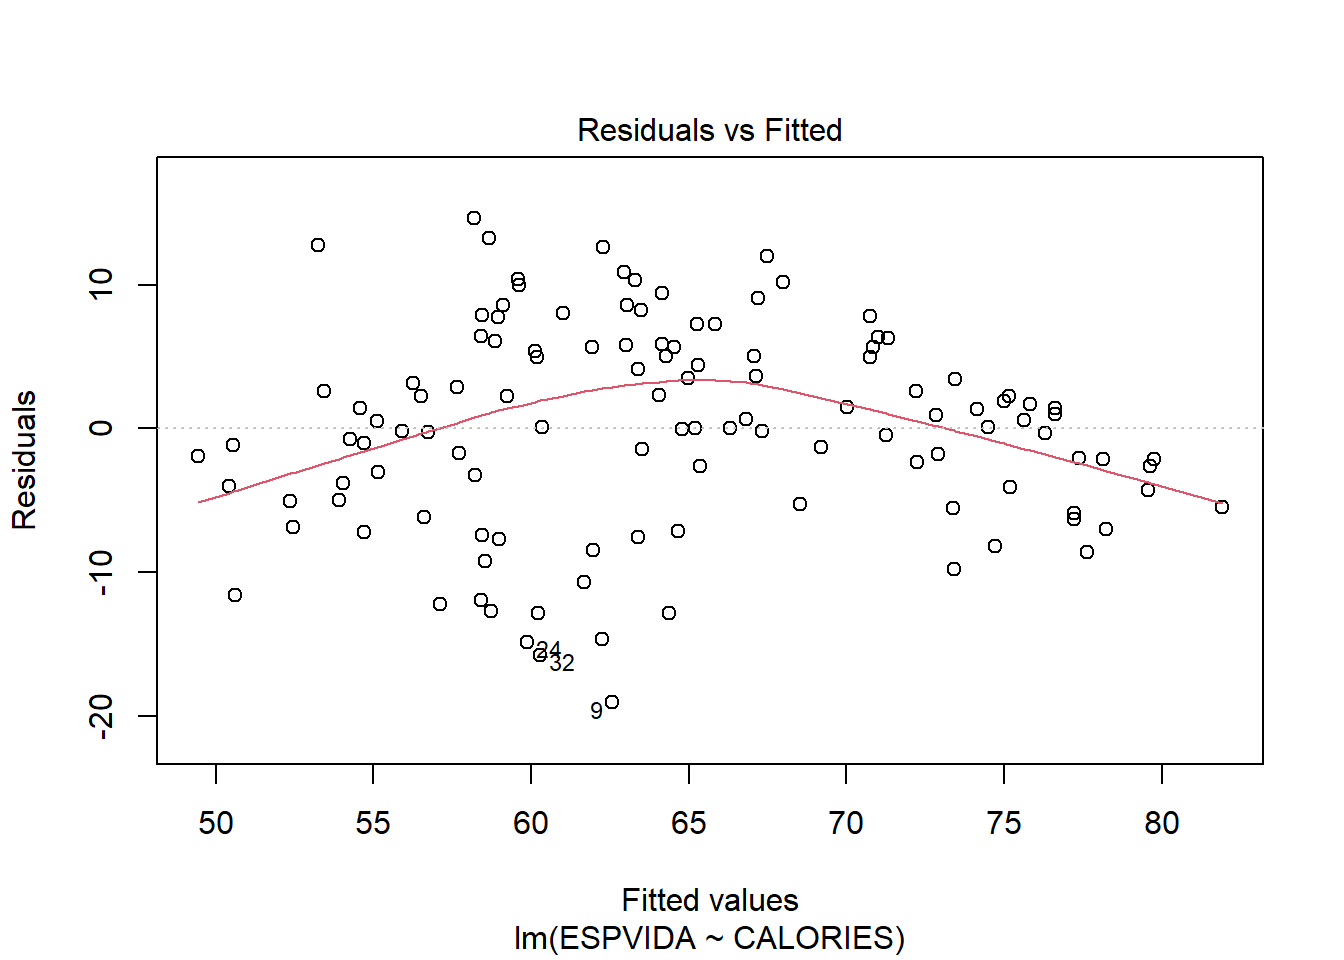 Residuals vs Fitted
Residuals
10
0
-10
-20
24
32
9
50 55 60 65 70 75 80
Fitted values
lm(ESPVIDA ~ CALORIES)